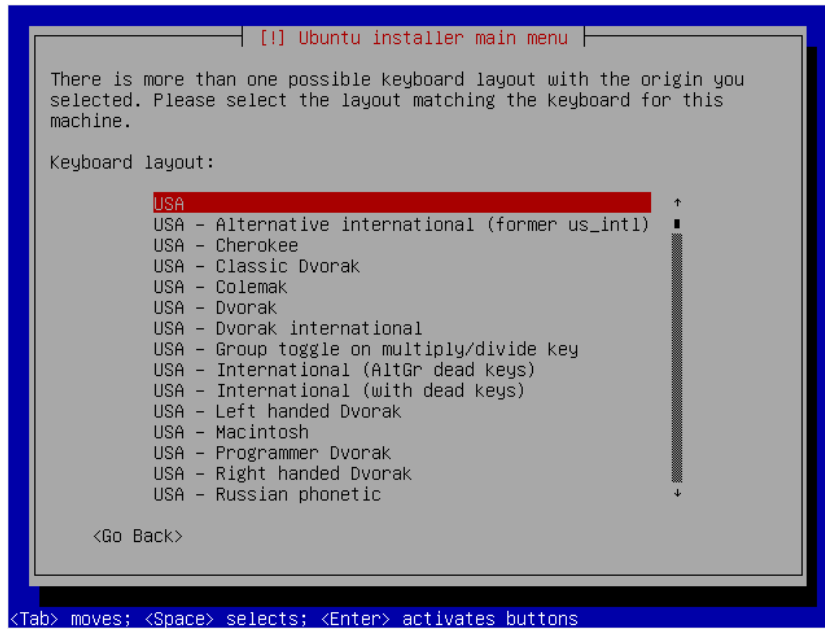 [!] Ubuntu installer main menu
There is more than one possible keyboard layout with the origin you
selected. Please select the layout matching the keyboard for this
machine.
Keyboard layout:
USA
USA - Alternative international (former us_intl)
USA - Cherokee
USA - Classic Dvorak
USA - Colemak
USA - Dvorak
USA - Dvorak international
USA - Group toggle on multiply/divide key
USA - International (AltGr dead keys)
USA - International (with dead keys)
USA - Left handed Dvorak
USA - Macintosh
USA - Programmer Dvorak
USA - Right handed Dvorak
USA - Russian phonetic
<Go Back>
<Tab> moves; <Space> selects; <Enter> activates buttons